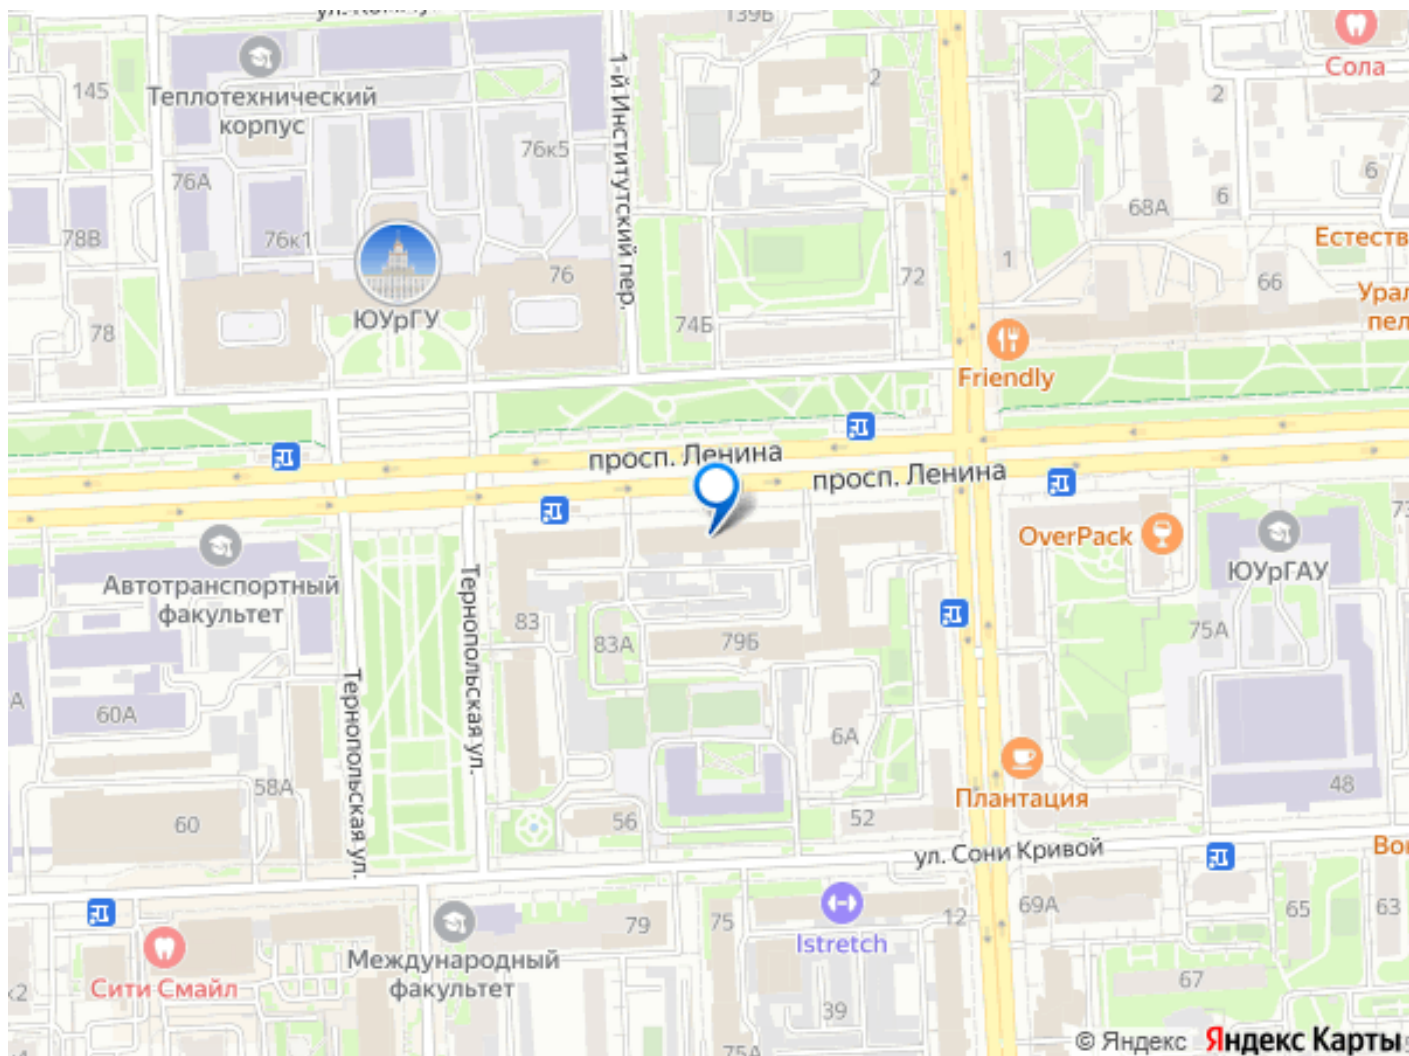 139Б
Сола
145
Теплотехнический
корпус
2
2
1-й Институтский пер.
76к5
76А
6
6
68А
78В
76к1
Естеств
76
72
1
66
ЮУрГУ
74Б
78
Урал
пел
Friendly
просп. Ленина
просп. Ленина
OverPack
ЮУрГАУ
Автотранспортный
факультет
Тернопольская ул.
83
83А
79Б
75А
Тернопольская ул.
60А
6А
58А
Плантация
48
60
56
52
ул. Сони Кривой
Вок
79
75
12
69А
65
63
Istretch
Международный
факультет
Сити Смайл
67
39
75А
© Яндекс Яндекс Карты